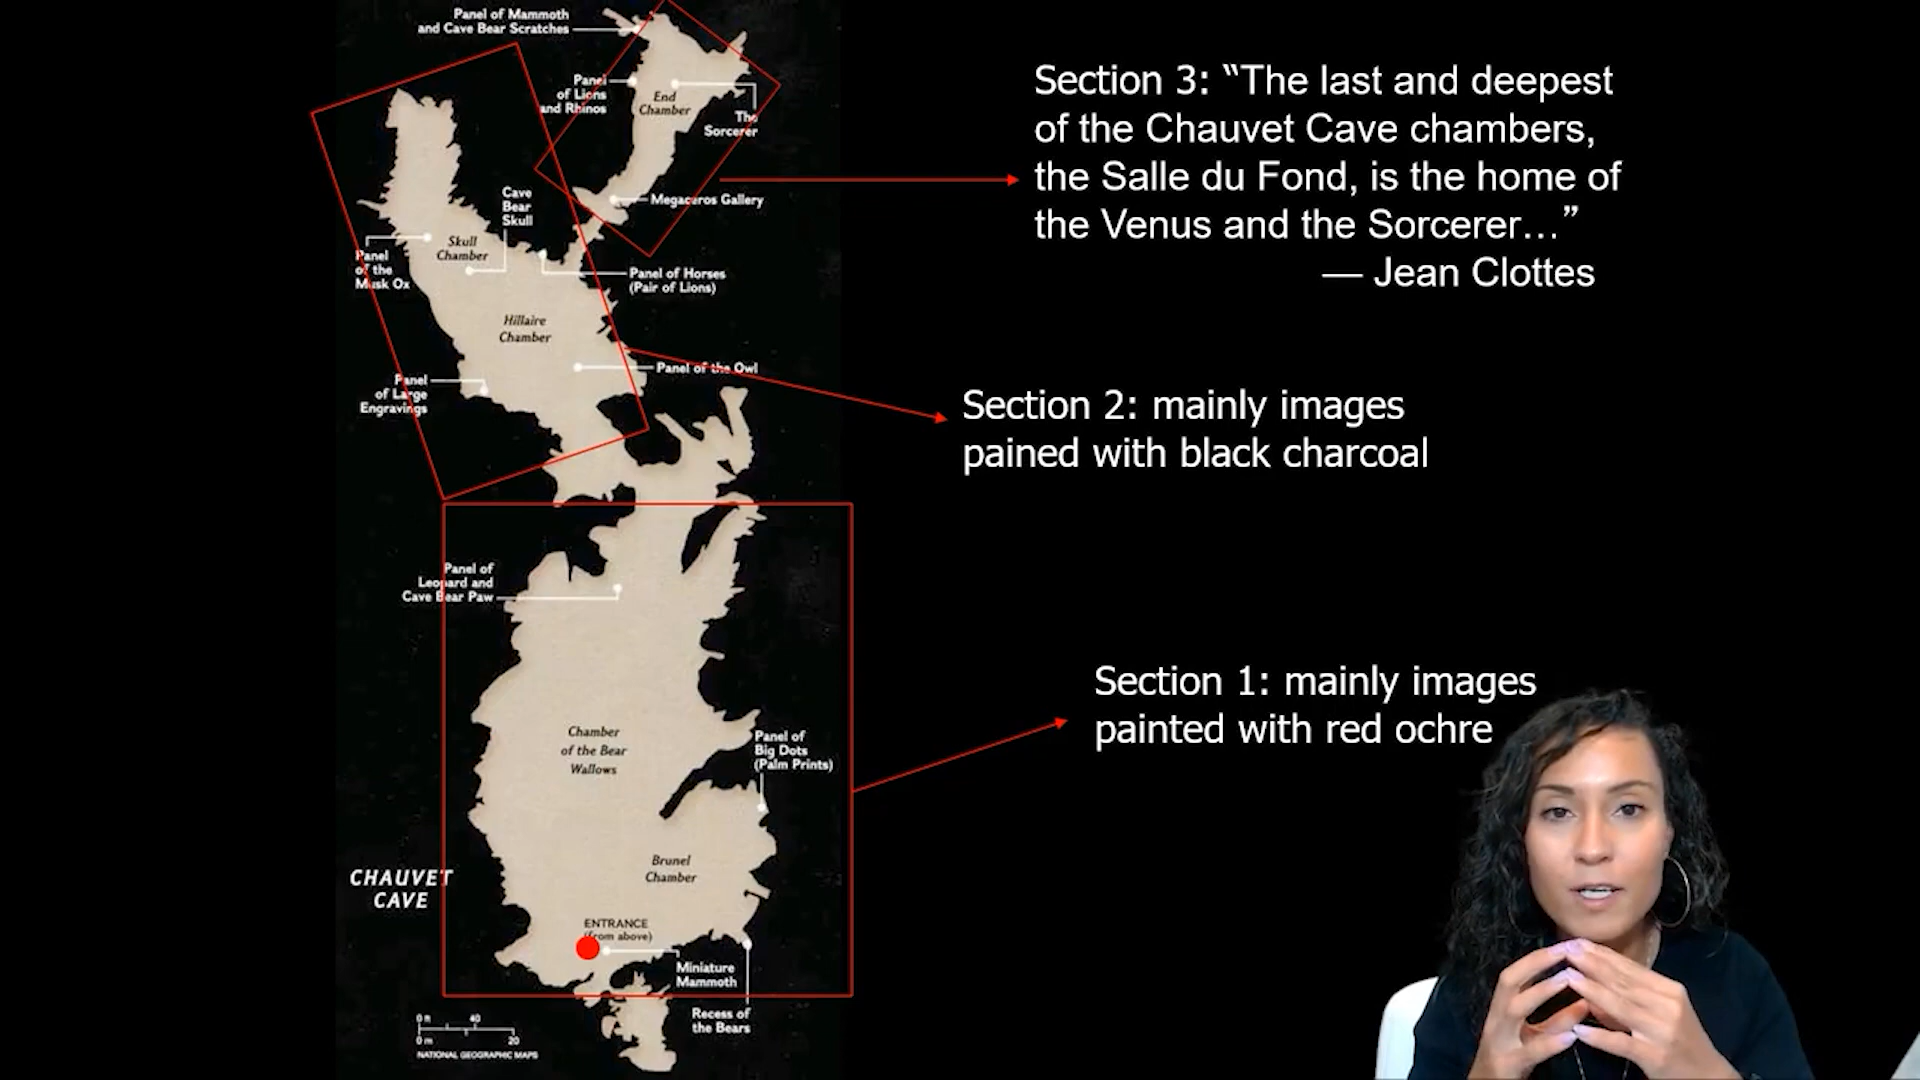 Panel of Mammoth
and Cave Bear Scratches
Panel
of Lions
and Rhinos
End
Chamber
The
Sorcerer
Megaceros Gallery
Cave
Bear
Skull
Skull
Chamber
Panel
of the
Musk Ox
Panel of Horses
(Pair of Lions)
Hillaire
Chamber
Panel of the Owl
Panel
of Large
Engravings
Panel of
Leopard and
Cave Bear Paw
Chamber
of the Bear
Wallows
Panel of
Big Dots
(Palm Prints)
Brunel
Chamber
CHAUVET
CAVE
ENTRANCE
(from above)
Miniature
Mammoth
Recess of
the Bears
0 ft 40
0 m 20
NATIONAL GEOGRAPHIC MAPS
Section 3: “The last and deepest
of the Chauvet Cave chambers,
the Salle du Fond, is the home of
the Venus and the Sorcerer…”
— Jean Clottes
Section 2: mainly images
pained with black charcoal
Section 1: mainly images
painted with red ochre